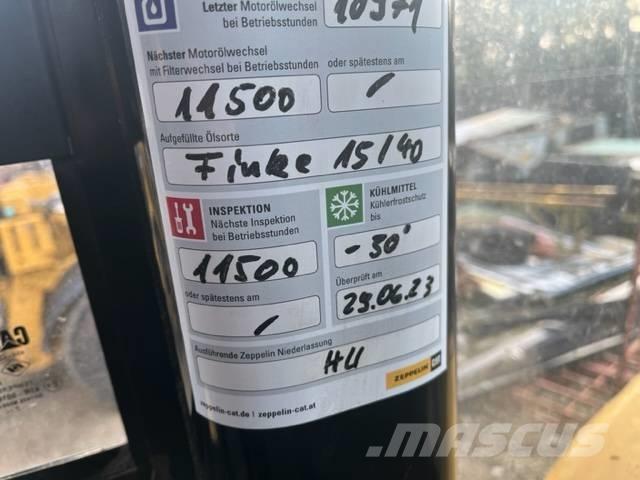 Letzter Motorölwechsel
bei Betriebsstunden
Nächster Motorölwechsel
mit Filterwechsel bei Betriebsstunden
oder spätestens am
11500
Aufgefüllte Ölsorte
Finke 15/40
INSPEKTION
Nächste Inspektion
bei Betriebsstunden
11500
oder spätestens am
KÜHLMITTEL
Kühlerfrostschutz
bis
-30°
Überprüft am
29.06.23
Ausführende Zeppelin Niederlassung
HU
ZEPPELIN CAT
zeppelin-cat.de | zeppelin-cat.at
MASCUS